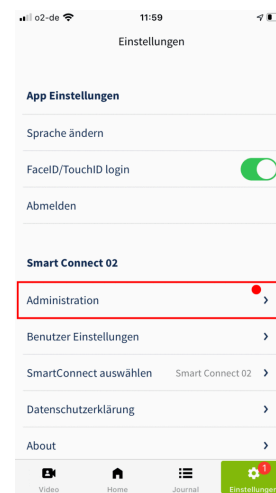 o2-de 11:59
Einstellungen
App Einstellungen
Sprache ändern
FaceID/TouchID login
Abmelden
Smart Connect 02
Administration
Benutzer Einstellungen
SmartConnect auswählen Smart Connect 02
Datenschutzerklärung
About
1
Video Home Journal Einstellungen